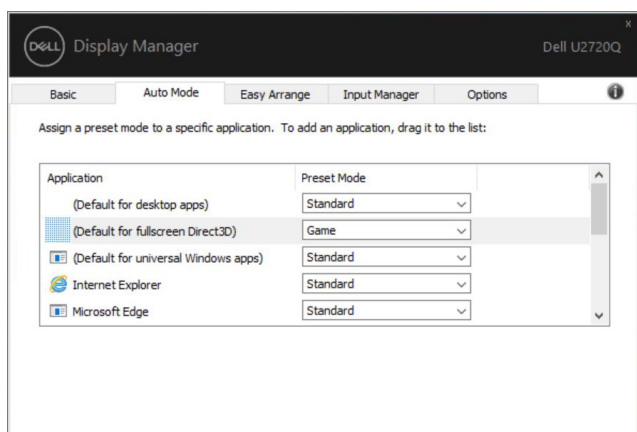 DELL Display Manager
x
Dell U2720Q
Basic Auto Mode Easy Arrange Input Manager Options
Assign a preset mode to a specific application. To add an application, drag it to the list:
Application Preset Mode
(Default for desktop apps) Standard
(Default for fullscreen Direct3D) Game
(Default for universal Windows apps) Standard
Internet Explorer Standard
Microsoft Edge Standard